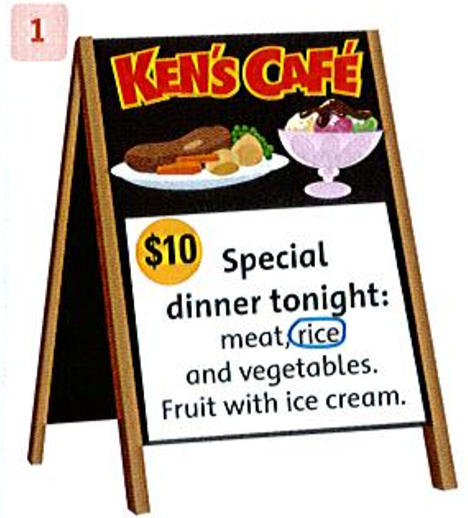 1
KEN'S CAFÉ
$10 Special
dinner tonight:
meat, rice
and vegetables.
Fruit with ice cream.